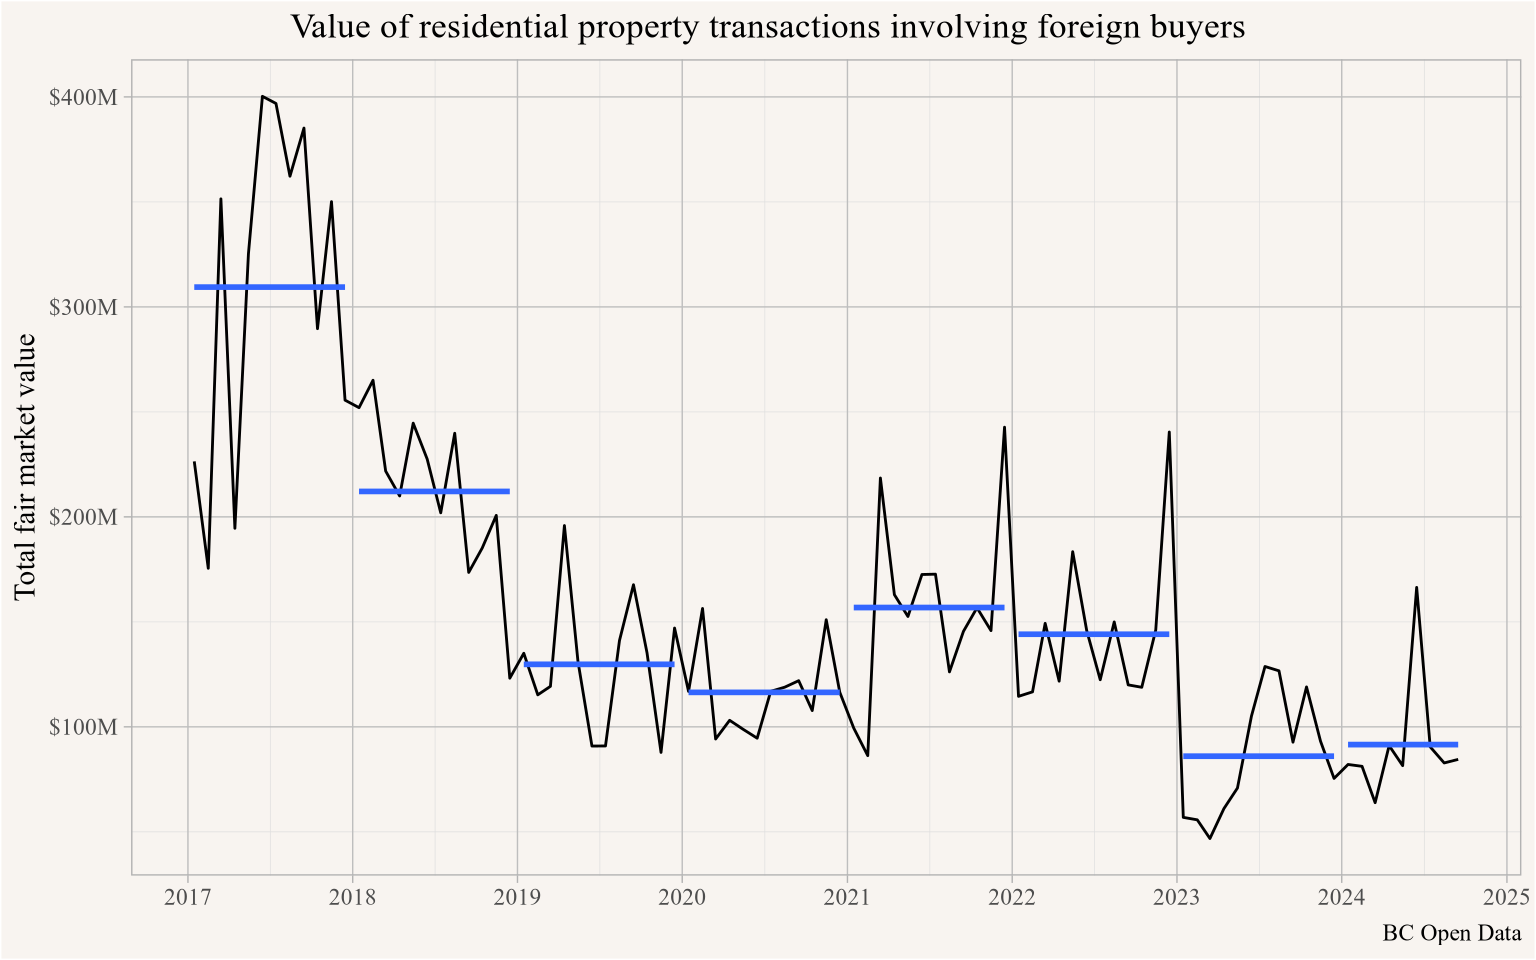 Value of residential property transactions involving foreign buyers
Total fair market value
$400M
$300M
$200M
$100M
2017 2018 2019 2020 2021 2022 2023 2024 2025
BC Open Data